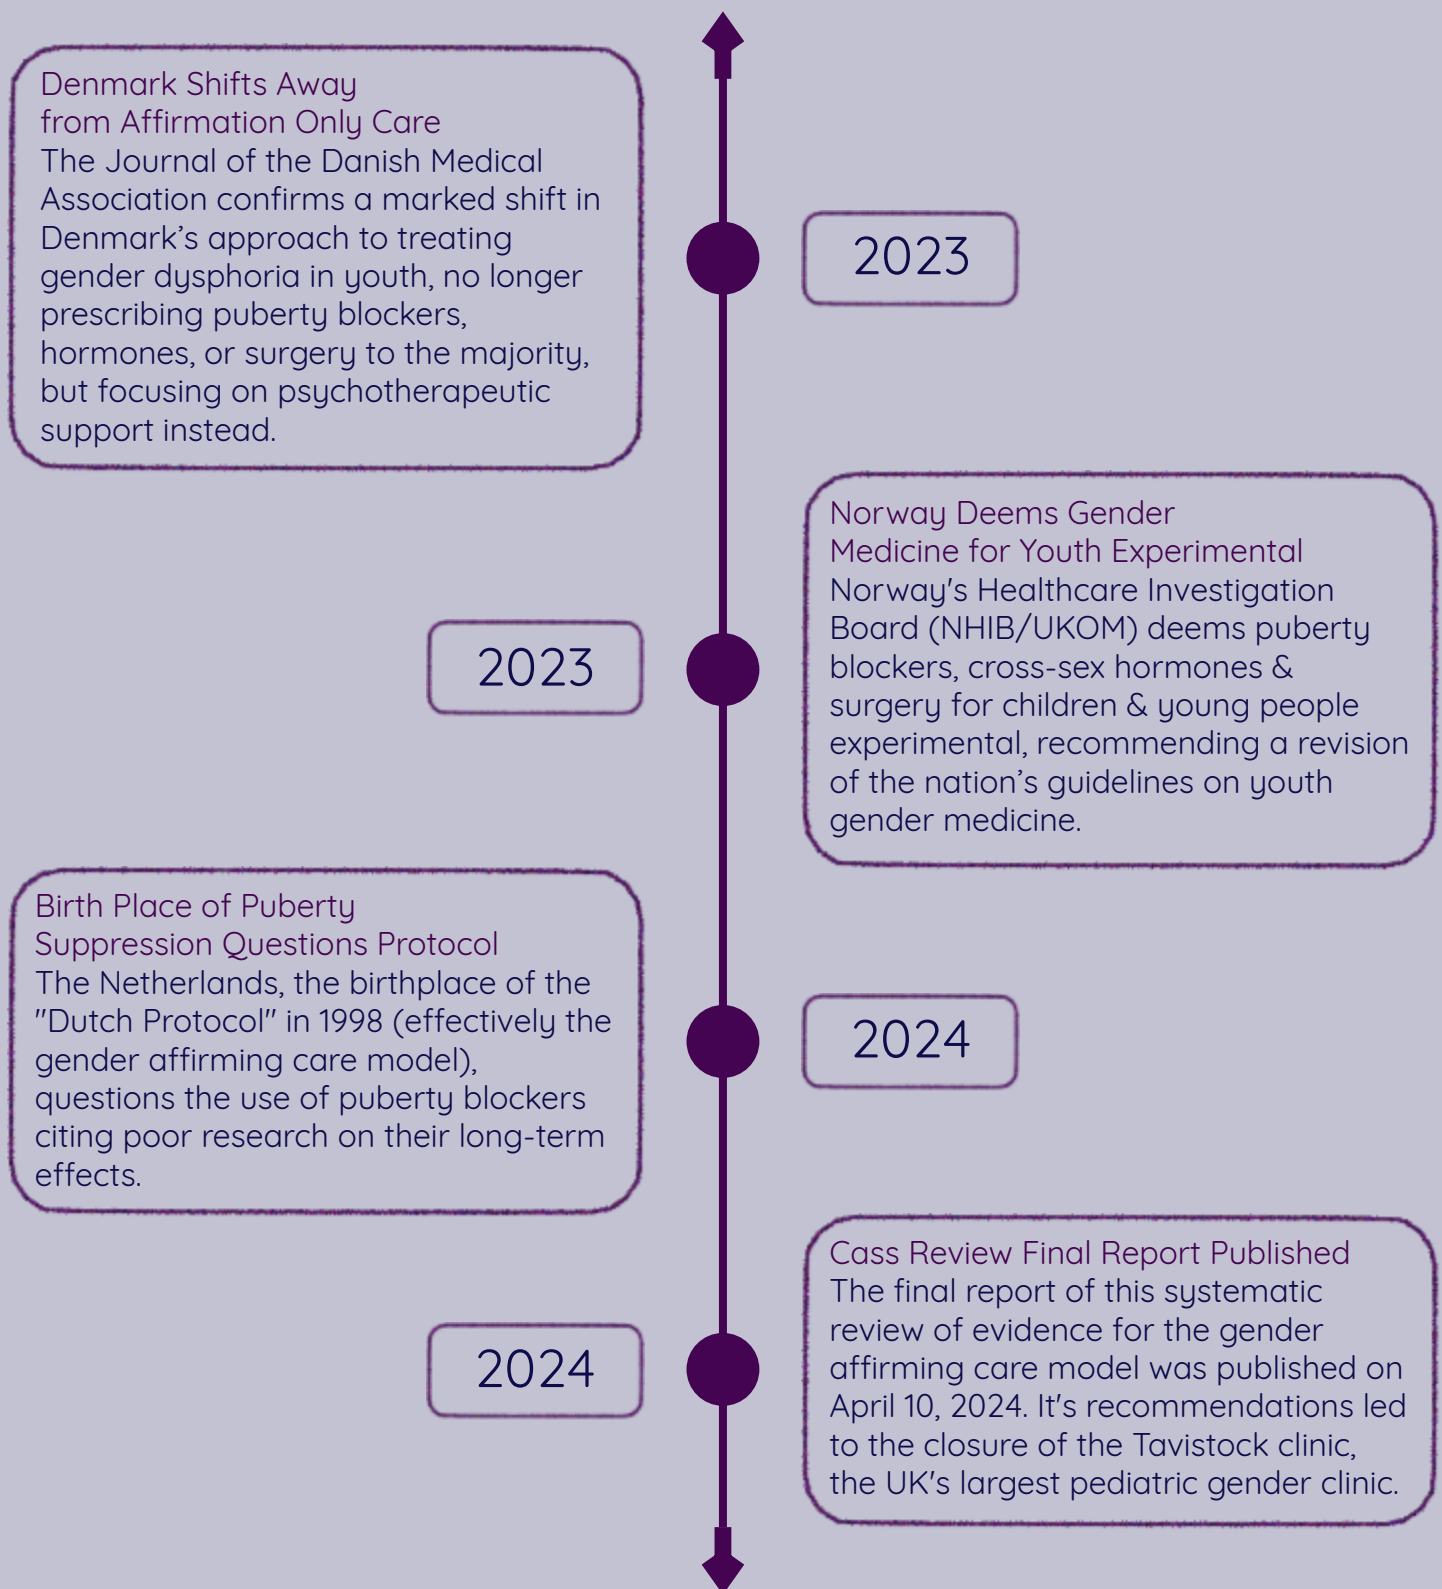 Denmark Shifts Away
from Affirmation Only Care
The Journal of the Danish Medical
Association confirms a marked shift in
Denmark’s approach to treating
gender dysphoria in youth, no longer
prescribing puberty blockers,
hormones, or surgery to the majority,
but focusing on psychotherapeutic
support instead.
2023
2023
Norway Deems Gender
Medicine for Youth Experimental
Norway's Healthcare Investigation
Board (NHIB/UKOM) deems puberty
blockers, cross-sex hormones &
surgery for children & young people
experimental, recommending a revision
of the nation’s guidelines on youth
gender medicine.
Birth Place of Puberty
Suppression Questions Protocol
The Netherlands, the birthplace of the
"Dutch Protocol" in 1998 (effectively the
gender affirming care model),
questions the use of puberty blockers
citing poor research on their long-term
effects.
2024
2024
Cass Review Final Report Published
The final report of this systematic
review of evidence for the gender
affirming care model was published on
April 10, 2024. It's recommendations led
to the closure of the Tavistock clinic,
the UK's largest pediatric gender clinic.